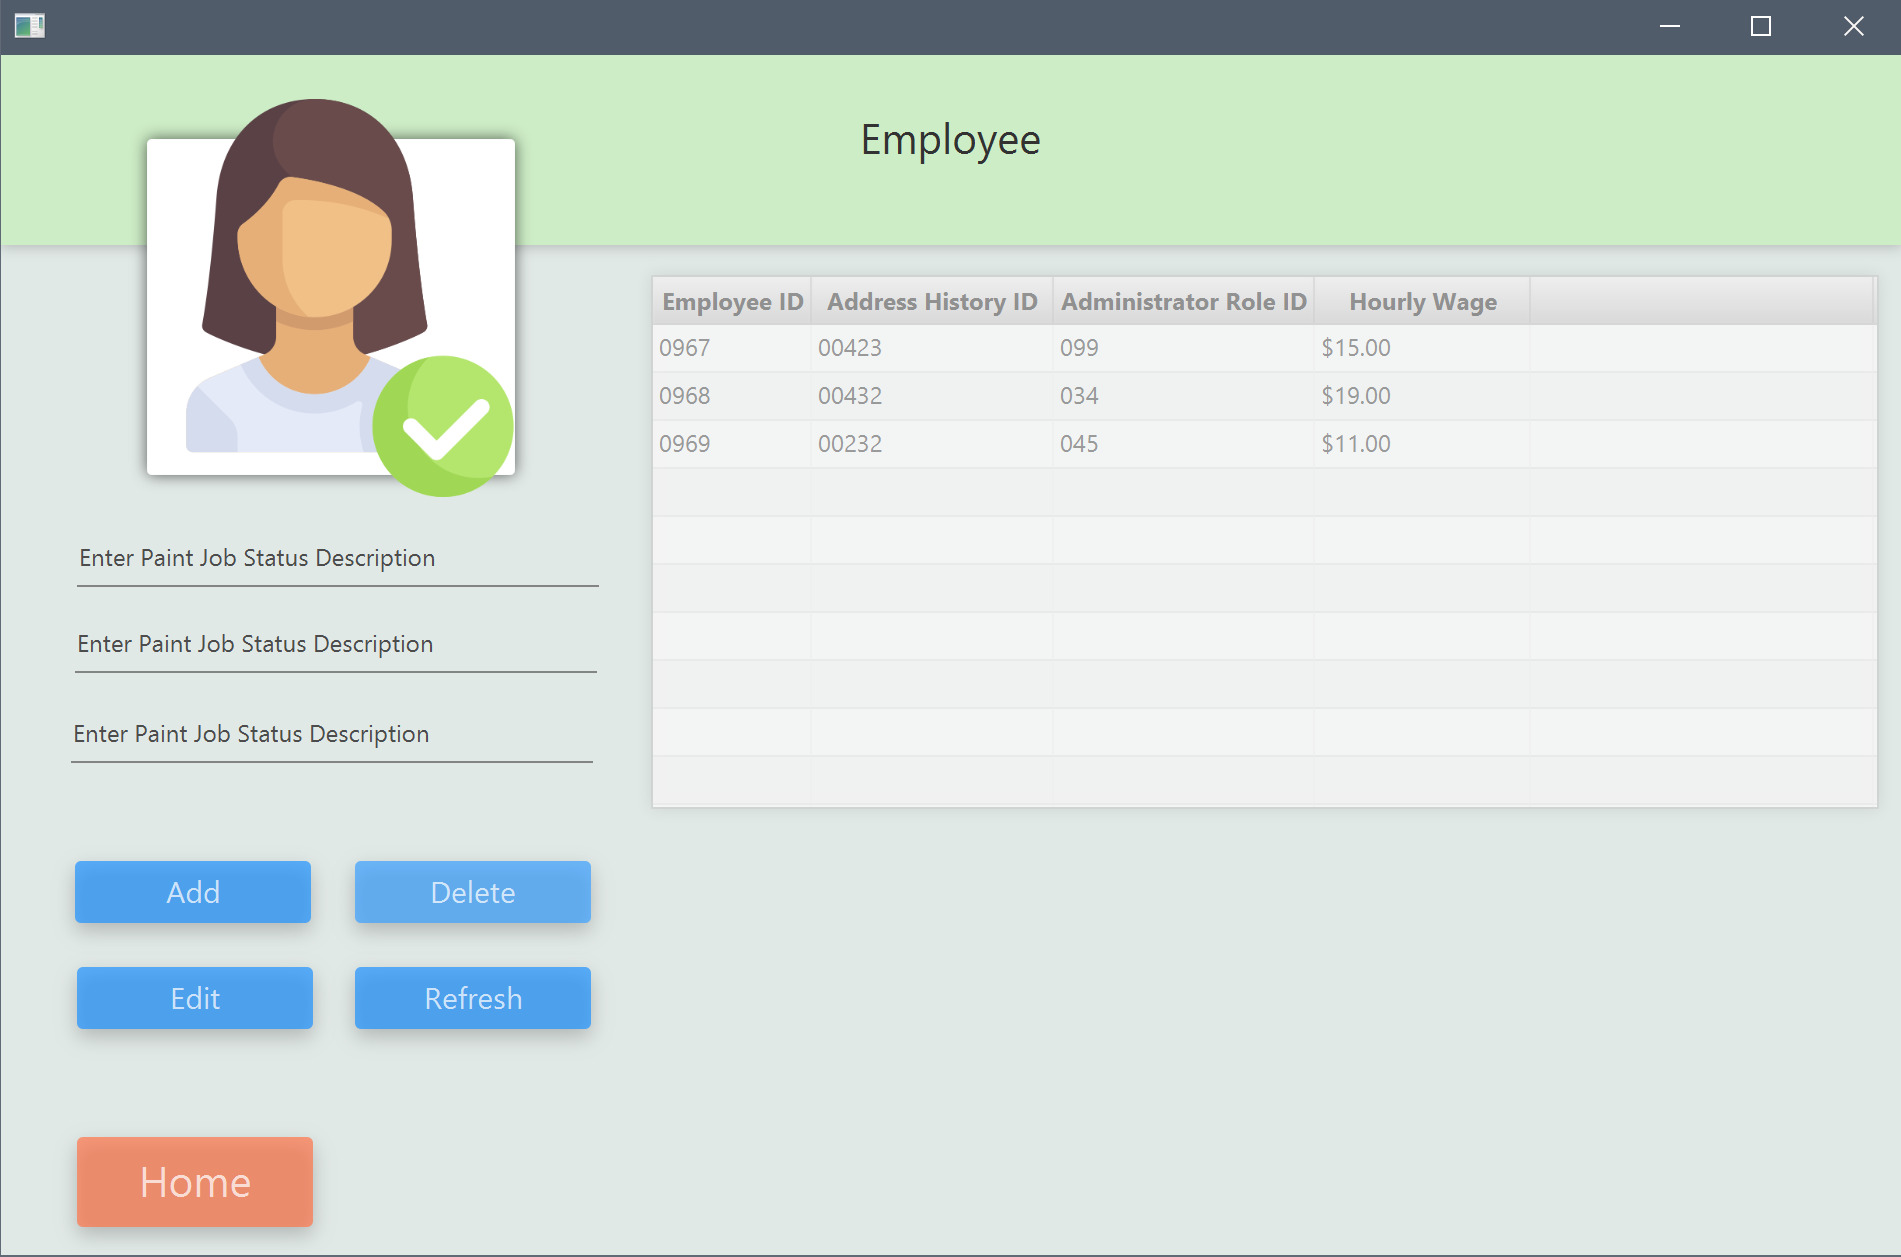 Employee
Employee ID Address History ID Administrator Role ID Hourly Wage
0967 00423 099 $15.00
0968 00432 034 $19.00
0969 00232 045 $11.00
Enter Paint Job Status Description
Enter Paint Job Status Description
Enter Paint Job Status Description
Add Delete
Edit Refresh
Home